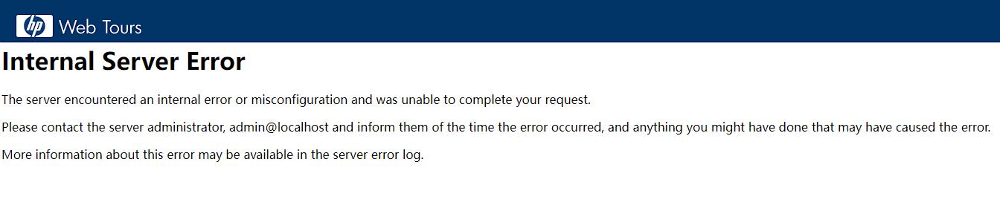 hp Web Tours
Internal Server Error
The server encountered an internal error or misconfiguration and was unable to complete your request.
Please contact the server administrator, admin@localhost and inform them of the time the error occurred, and anything you might have done that may have caused the error.
More information about this error may be available in the server error log.